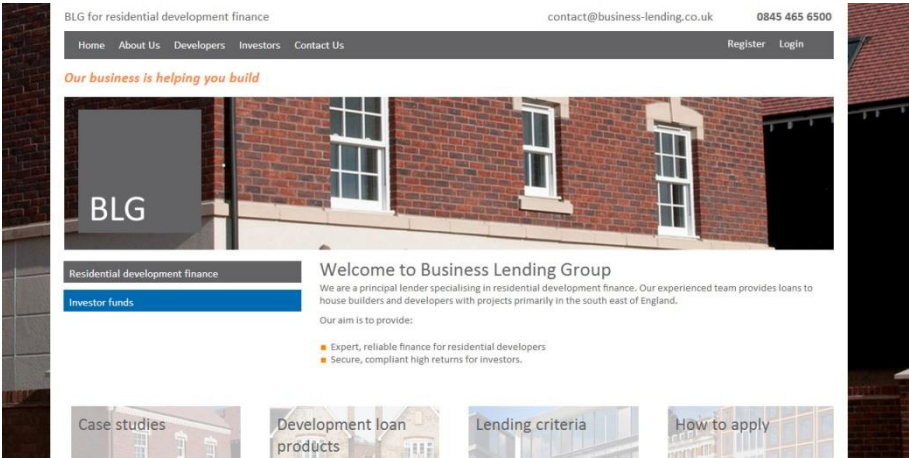 BLG for residential development finance
contact@business-lending.co.uk 0845 465 6500
Home About Us Developers Investors Contact Us
Register Login
Our business is helping you build
BLG
Residential development finance
Investor funds
Welcome to Business Lending Group
We are a principal lender specialising in residential development finance. Our experienced team provides loans to
house builders and developers with projects primarily in the south east of England.
Our aim is to provide:
Expert, reliable finance for residential developers
Secure, compliant high returns for investors.
Case studies
Development loan
products
Lending criteria
How to apply